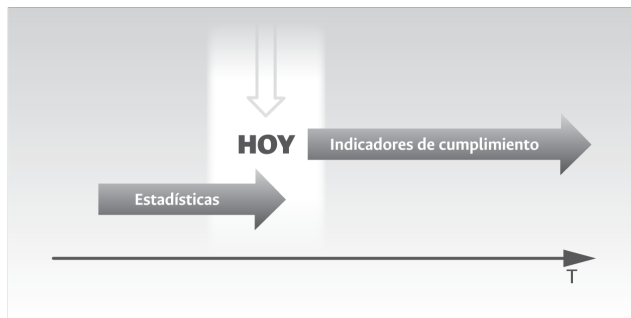 HOY
Indicadores de cumplimiento
Estadísticas
T